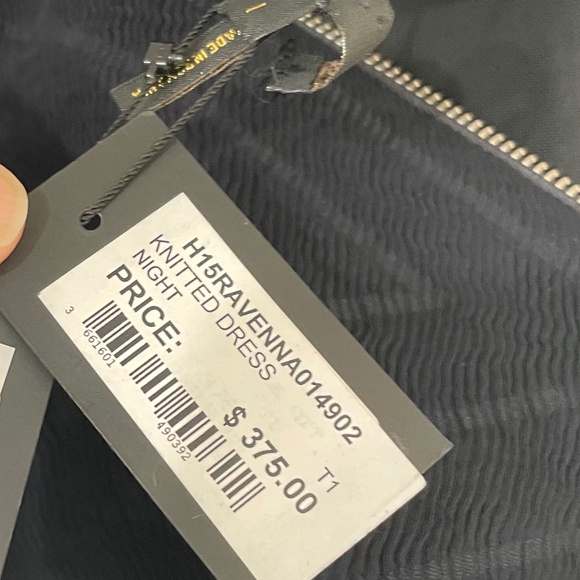 H15RAVENNA014902
KNITTED DRESS
NIGHT
T1
PRICE:
$ 375.00
3 661601 490392